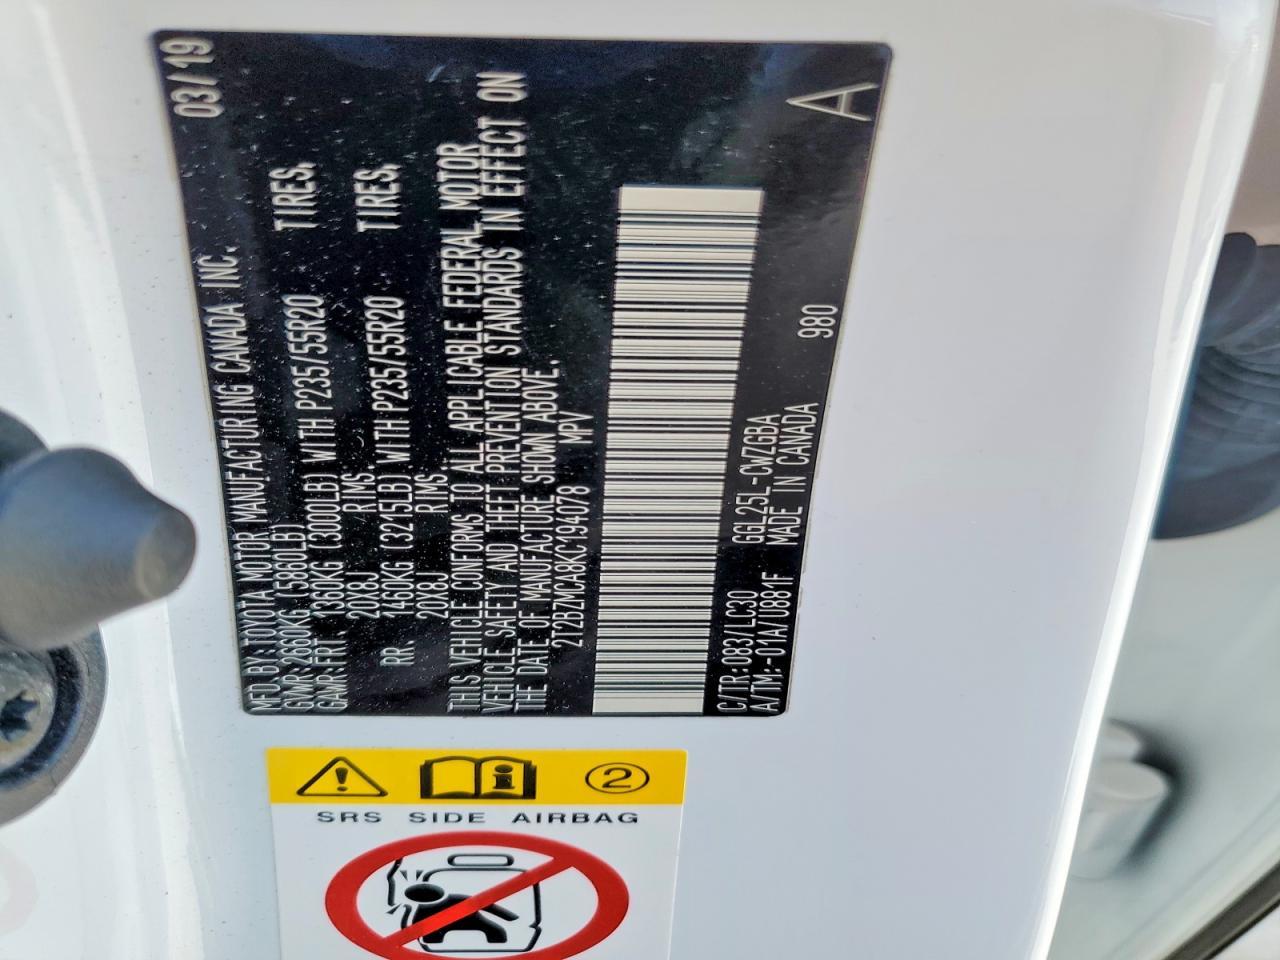 MFD.BY:TOYOTA MOTOR MANUFACTURING CANADA INC. 03/19
GVWR:2660KG(5860LB)
GAWR:FRT. 1360KG (3000LB) WITH P235/55R20 TIRES,
20X8J RIMS.
RR. 1460KG (3215LB) WITH P235/55R20 TIRES,
20X8J RIMS.
THIS VEHICLE CONFORMS TO ALL APPLICABLE FEDERAL MOTOR
VEHICLE SAFETY AND THEFT PREVENTION STANDARDS IN EFFECT ON
THE DATE OF MANUFACTURE SHOWN ABOVE.
2T2BZMCA8KC194078 MPV
C/TR:083/LC30 GGL25L-CWZGBA
A/TM:-01A/U881F MADE IN CANADA 980
A
2
SRS SIDE AIRBAG